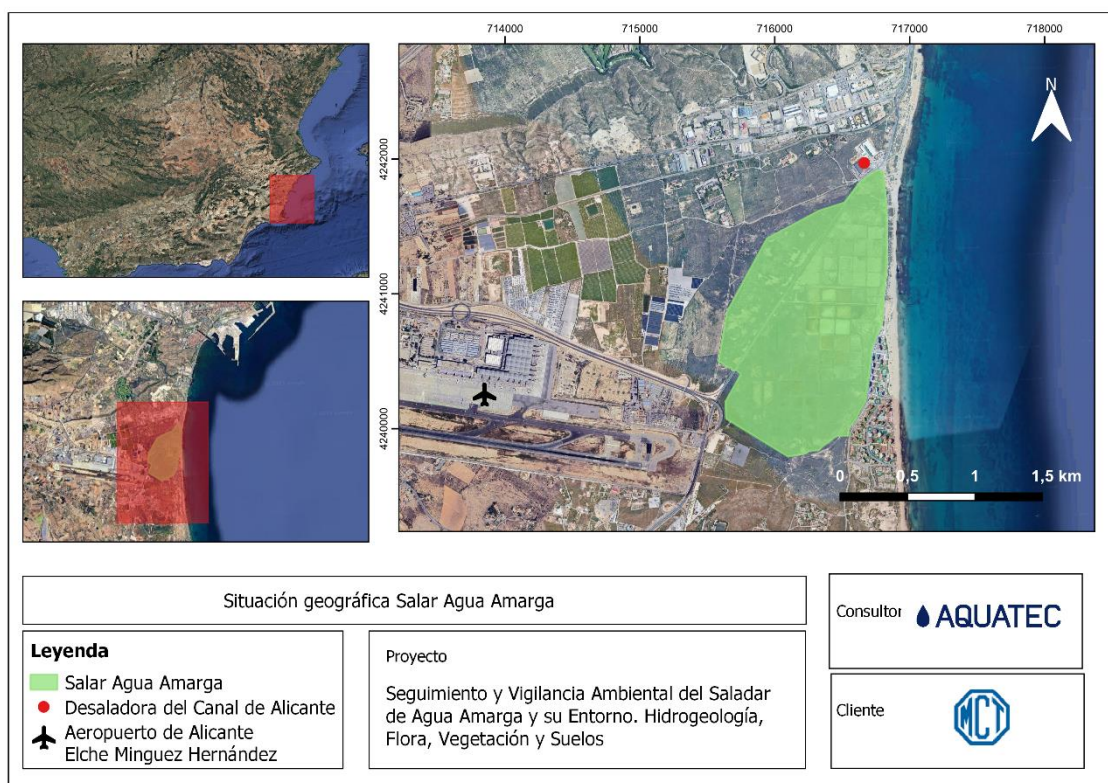 714000
715000
716000
717000
718000
4242000
4241000
4240000
N
0 0,5 1 1,5 km
Situación geográfica Salar Agua Amarga
Leyenda
Salar Agua Amarga
Desaladora del Canal de Alicante
Aeropuerto de Alicante
Elche Minguez Hernández
Proyecto
Seguimiento y Vigilancia Ambiental del Saladar
de Agua Amarga y su Entorno. Hidrogeología,
Flora, Vegetación y Suelos
Consultor
AQUATEC
Cliente
MCT